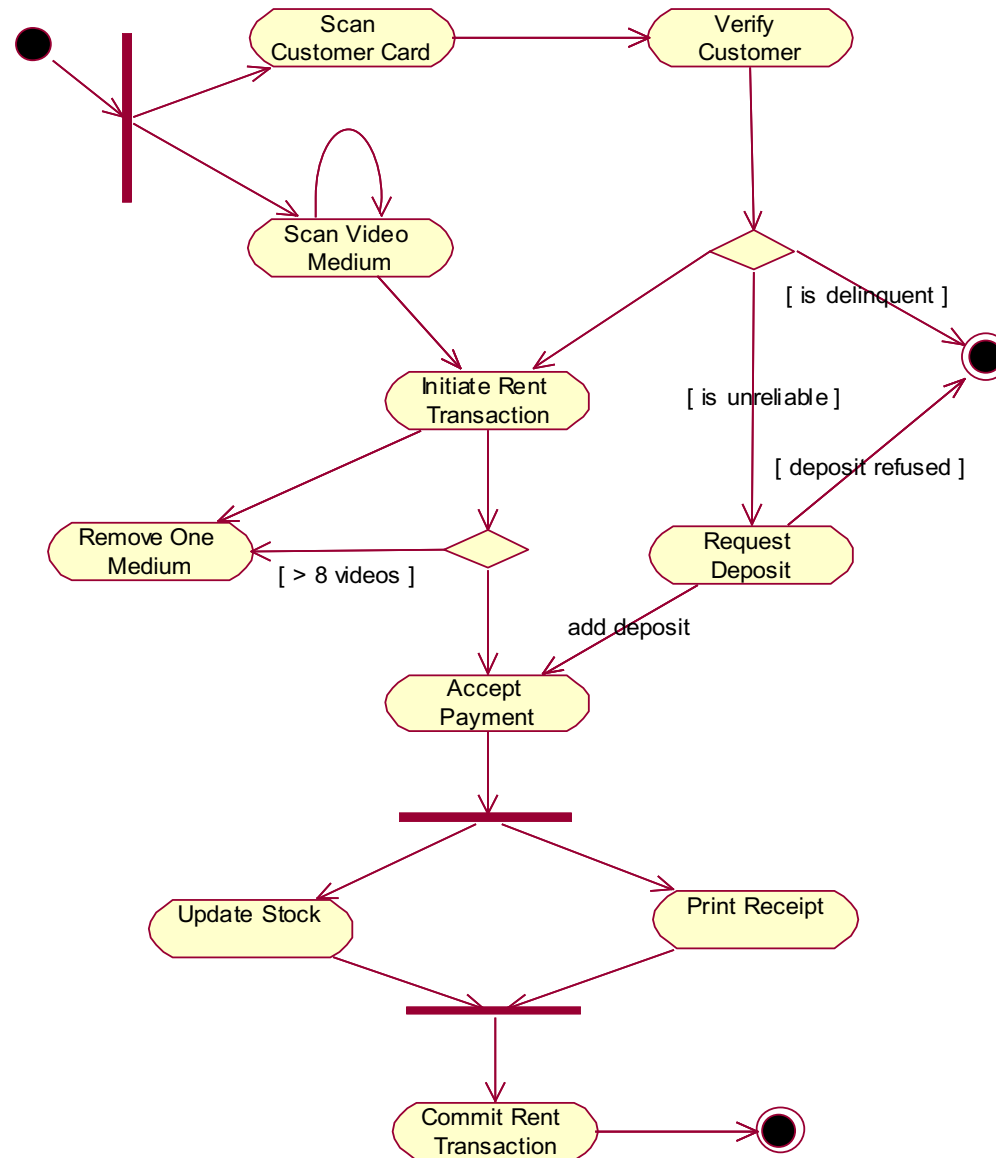 Scan
Customer Card
Verify
Customer
Scan Video
Medium
[ is delinquent ]
Initiate Rent
Transaction
[ is unreliable ]
[ deposit refused ]
Remove One
Medium
[ > 8 videos ]
Request
Deposit
add deposit
Accept
Payment
Update Stock
Print Receipt
Commit Rent
Transaction